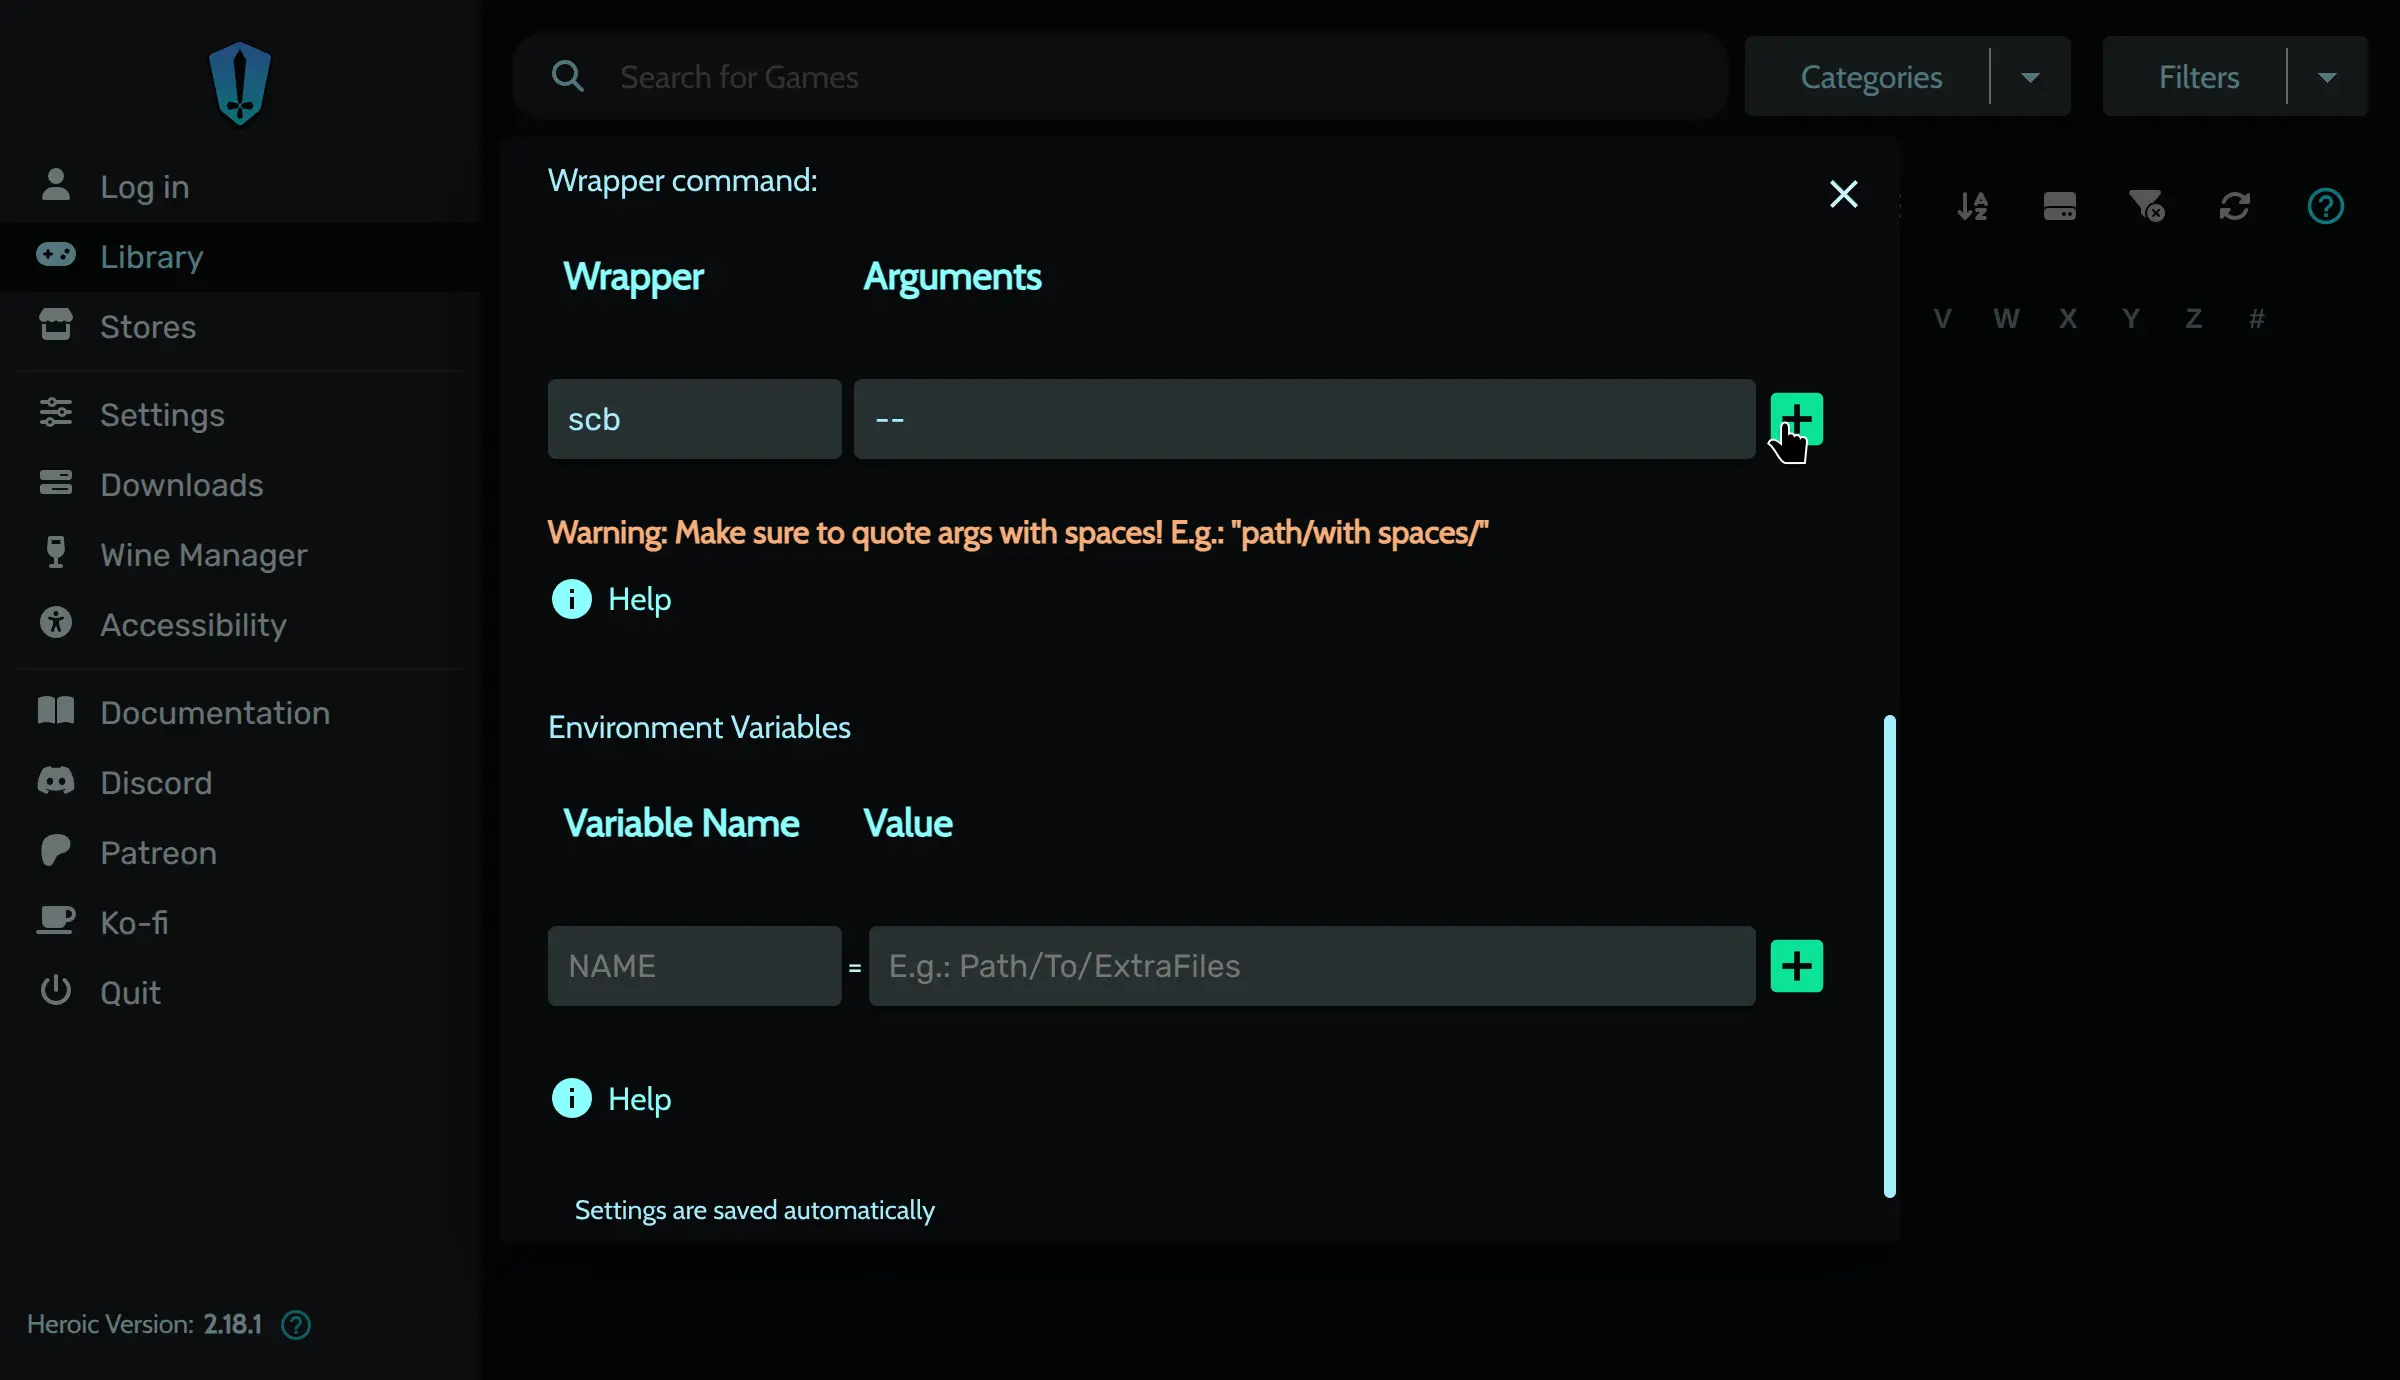 Search for Games
Categories
Filters
Log in
Library
Stores
Settings
Downloads
Wine Manager
Accessibility
Documentation
Discord
Patreon
Ko-fi
Quit
Heroic Version: 2.18.1
V W X Y Z #
Wrapper command:
Wrapper Arguments
scb --
Warning: Make sure to quote args with spaces! E.g.: "path/with spaces/"
Help
Environment Variables
Variable Name Value
NAME = E.g.: Path/To/ExtraFiles
Help
Settings are saved automatically